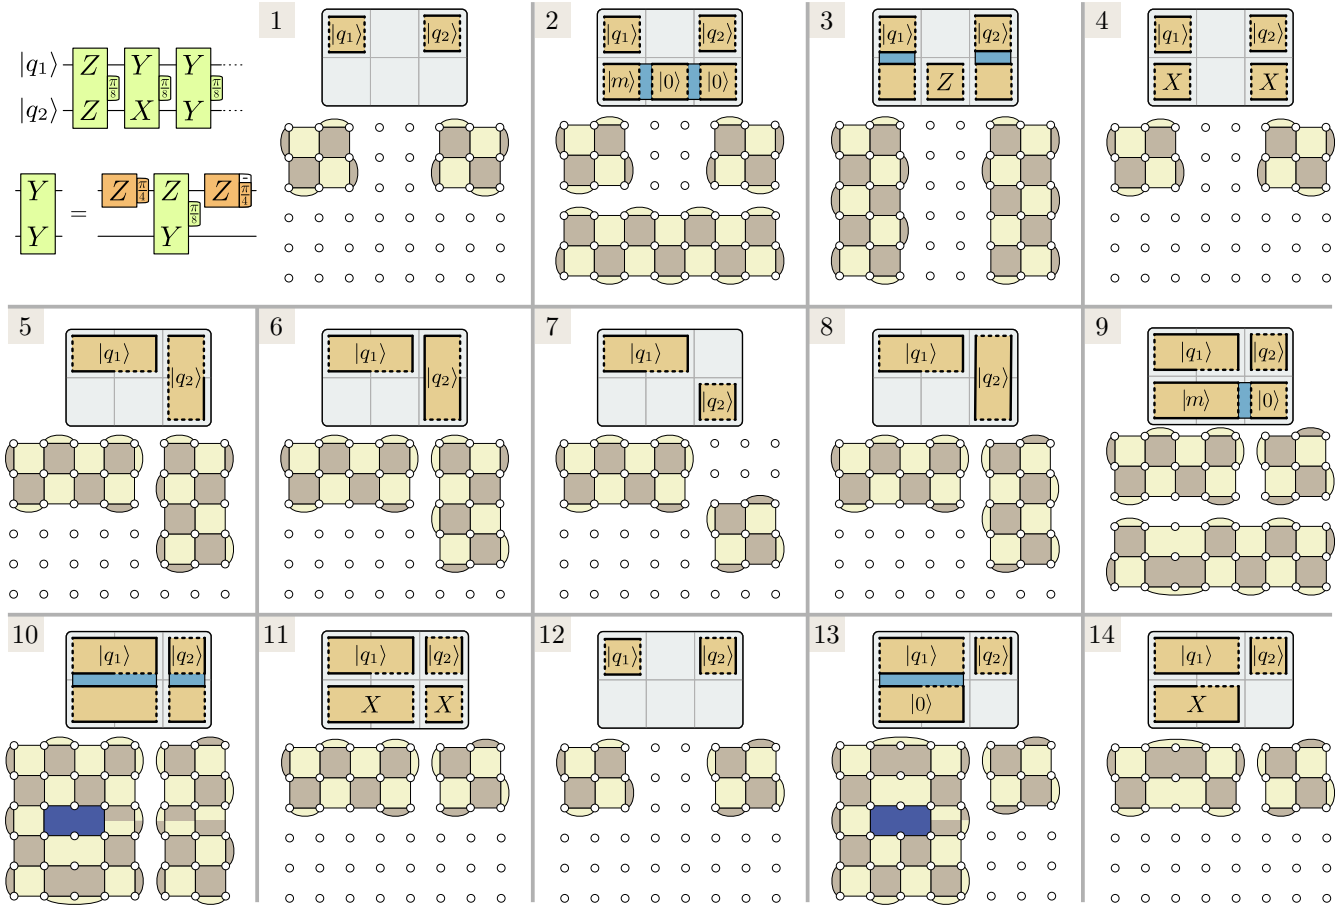 |q₁⟩ Z π/8 Y π/8 Y π/8
|q₂⟩ Z X Y
Y = Z π/4 Z π/8 Z -π/4
Y Y
1
|q₁⟩ |q₂⟩
2
|q₁⟩ |q₂⟩
|m⟩ |0⟩ |0⟩
3
|q₁⟩ |q₂⟩
Z
4
|q₁⟩ |q₂⟩
X X
5
|q₁⟩
|q₂⟩
6
|q₁⟩
|q₂⟩
7
|q₁⟩
|q₂⟩
8
|q₁⟩
|q₂⟩
9
|q₁⟩ |q₂⟩
|m⟩ |0⟩
10
|q₁⟩ |q₂⟩
11
|q₁⟩ |q₂⟩
X X
12
|q₁⟩ |q₂⟩
13
|q₁⟩ |q₂⟩
|0⟩
14
|q₁⟩ |q₂⟩
X